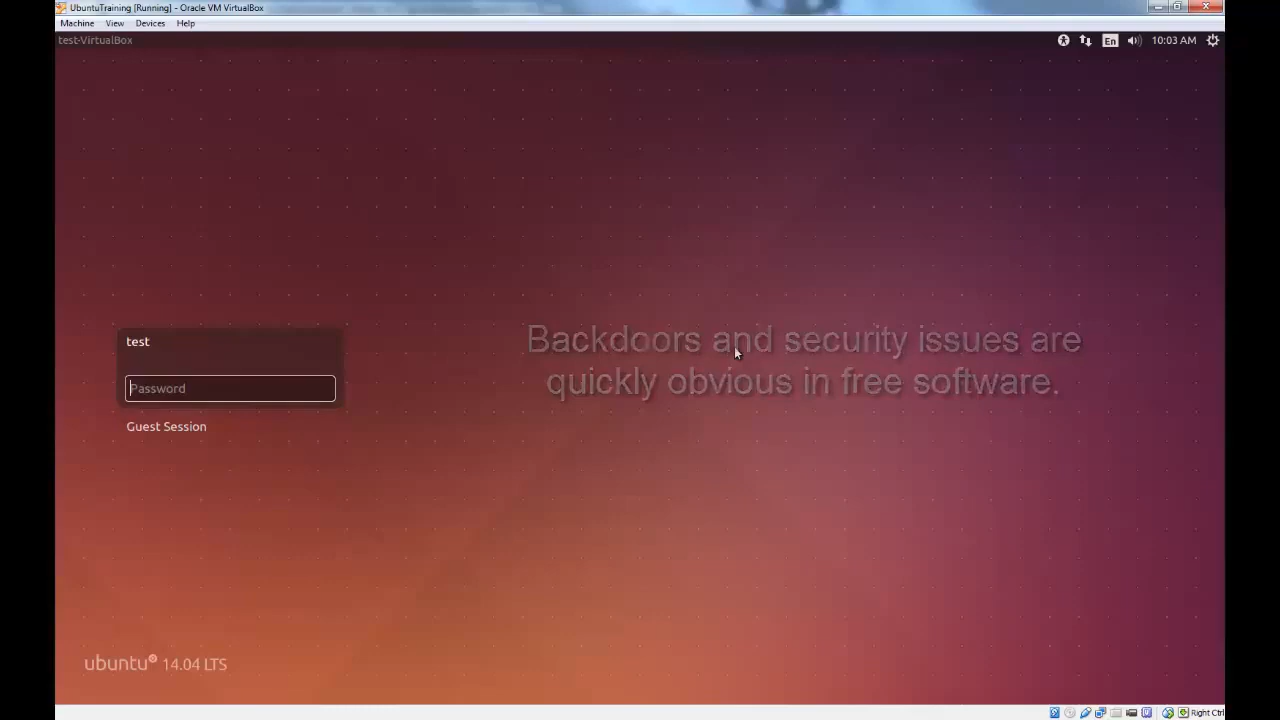 UbuntuTraining [Running] - Oracle VM VirtualBox
Machine View Devices Help
test-VirtualBox
En 10:03 AM
test
Password
Guest Session
Backdoors and security issues are
quickly obvious in free software.
ubuntu 14.04 LTS
Right Ctrl